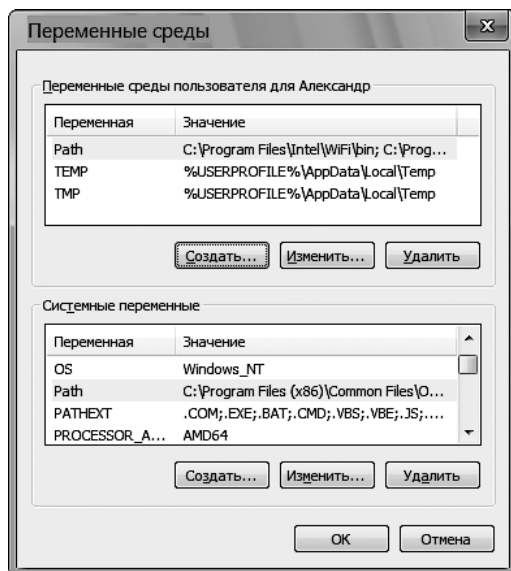 Переменные среды
Переменные среды пользователя для Александр
Переменная Значение
Path C:\Program Files\Intel\WiFi\bin; C:\Prog...
TEMP %USERPROFILE%\AppData\Local\Temp
TMP %USERPROFILE%\AppData\Local\Temp
Создать... Изменить... Удалить
Системные переменные
Переменная Значение
OS Windows_NT
Path C:\Program Files (x86)\Common Files\O...
PATHEXT .COM;.EXE;.BAT;.CMD;.VBS;.VBE;.JS;....
PROCESSOR_A... AMD64
Создать... Изменить... Удалить
OK Отмена